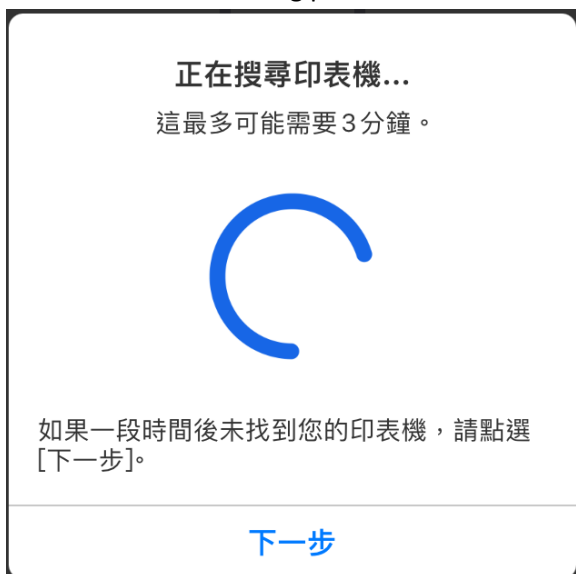 正在搜尋印表機...
這最多可能需要3分鐘。
如果一段時間後未找到您的印表機，請點選
[下一步]。
下一步